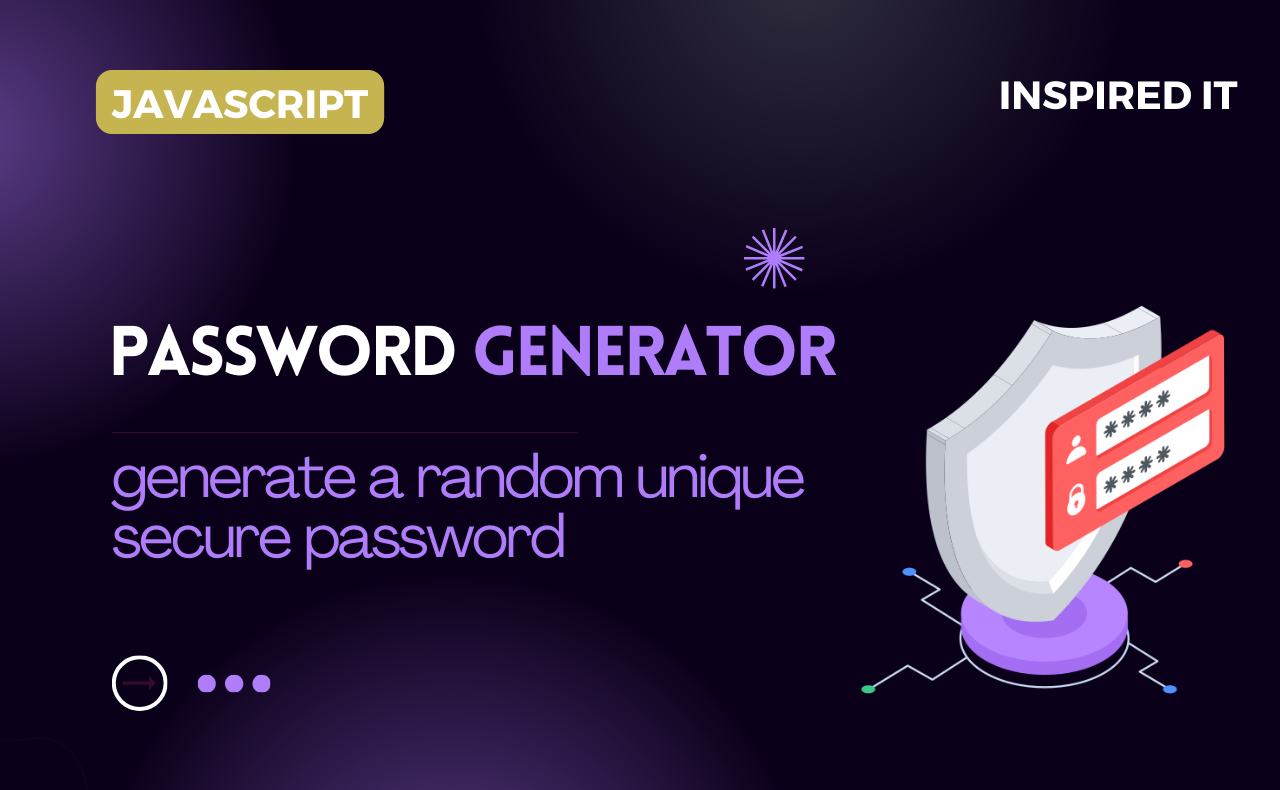 JAVASCRIPT
INSPIRED IT
PASSWORD GENERATOR
generate a random unique
secure password
****
****